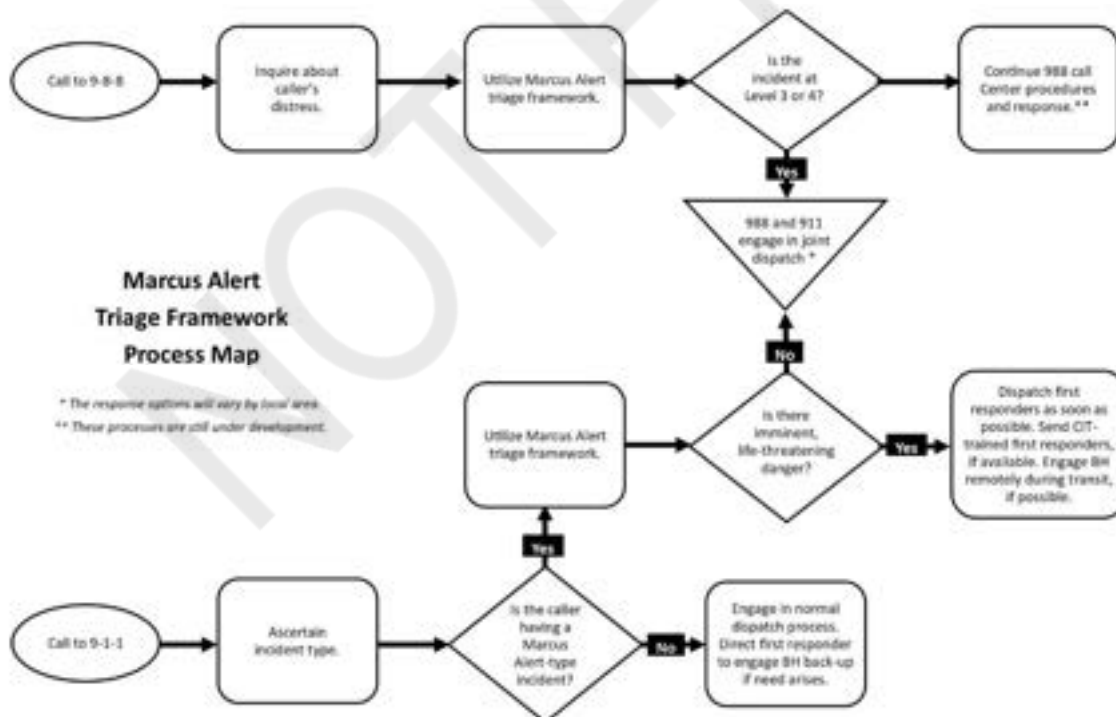 Call to 9-8-8
Inquire about
caller's
distress.
Utilize Marcus Alert
triage framework.
Is the
incident at
Level 3 or 4?
Continue 988 call
Center procedures
and response.**
Yes
988 and 911
engage in joint
dispatch *
Marcus Alert
Triage Framework
Process Map
* The response options will vary by local area.
** These processes are still under development.
No
Utilize Marcus Alert
triage framework.
Is there
imminent,
life-threatening
danger?
Yes
Dispatch first
responders as soon as
possible. Send CIT-
trained first responders,
if available. Engage BH
remotely during transit,
if possible.
Yes
Call to 9-1-1
Ascertain
incident type.
Is the caller
having a
Marcus
Alert-type
incident?
No
Engage in normal
dispatch process.
Direct first responder
to engage BH back-up
if need arises.
NOT